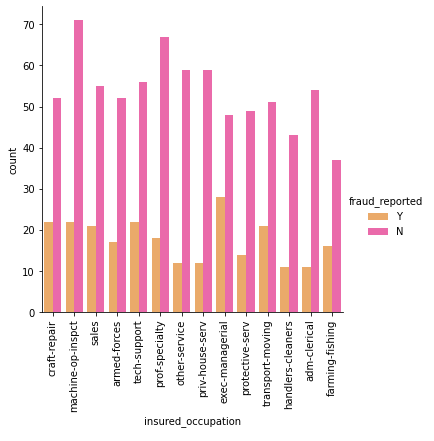 70
60
50
40
30
20
10
0
count
craft-repair
machine-op-inspct
sales
armed-forces
tech-support
prof-specialty
other-service
priv-house-serv
exec-managerial
protective-serv
transport-moving
handlers-cleaners
adm-clerical
farming-fishing
insured_occupation
fraud_reported
Y
N